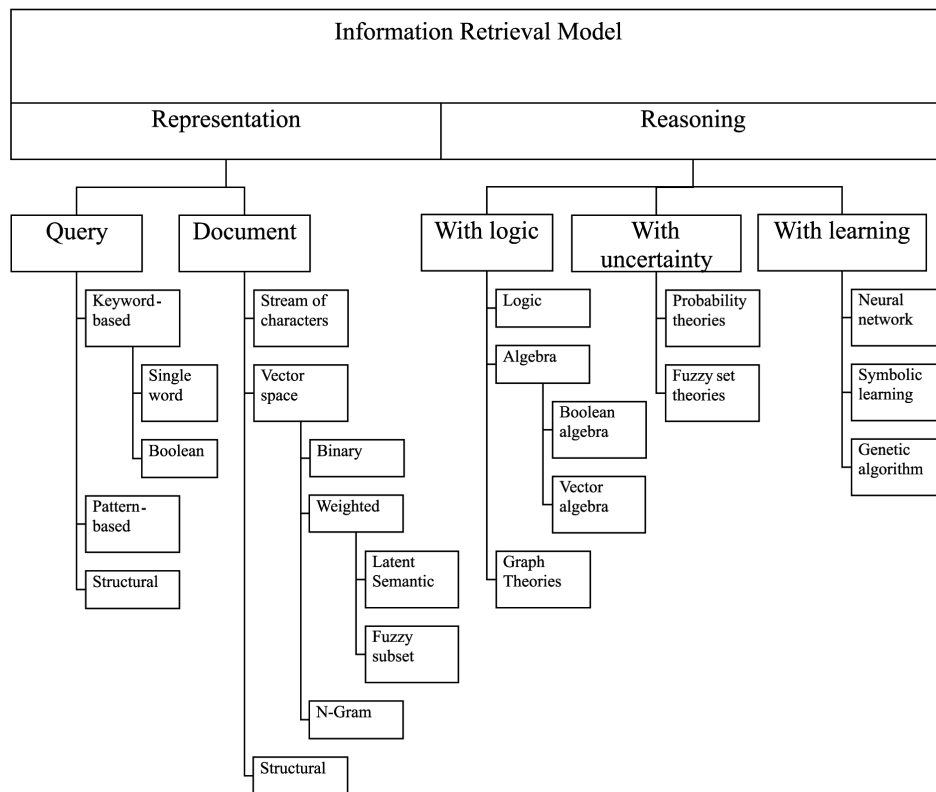 Information Retrieval Model
Representation
Reasoning
Query
Keyword-
based
Single
word
Boolean
Pattern-
based
Structural
Document
Stream of
characters
Vector
space
Binary
Weighted
Latent
Semantic
Fuzzy
subset
N-Gram
Structural
With logic
Logic
Algebra
Boolean
algebra
Vector
algebra
Graph
Theories
With
uncertainty
Probability
theories
Fuzzy set
theories
With learning
Neural
network
Symbolic
learning
Genetic
algorithm